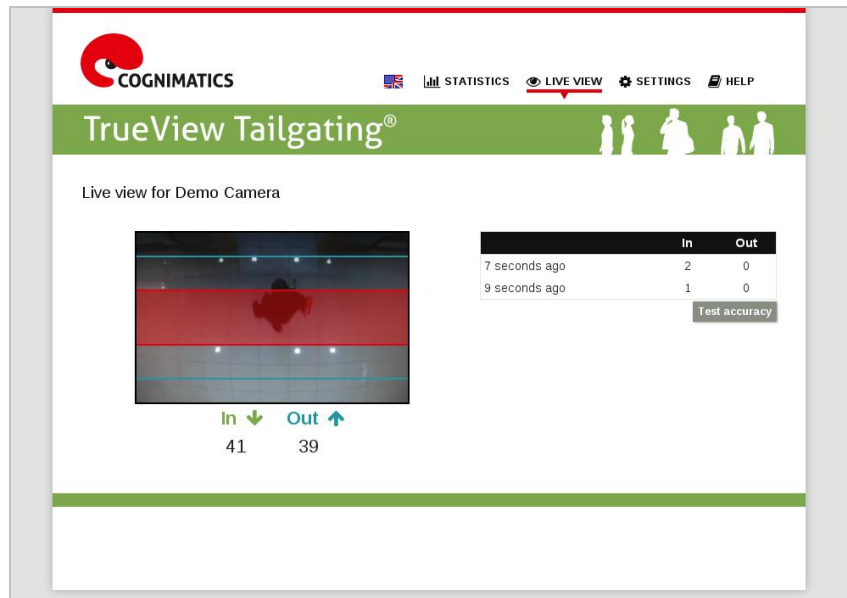 COGNIMATICS
STATISTICS LIVE VIEW SETTINGS HELP
TrueView Tailgating®
Live view for Demo Camera
In Out
7 seconds ago 2 0
9 seconds ago 1 0
Test accuracy
In Out
41 39